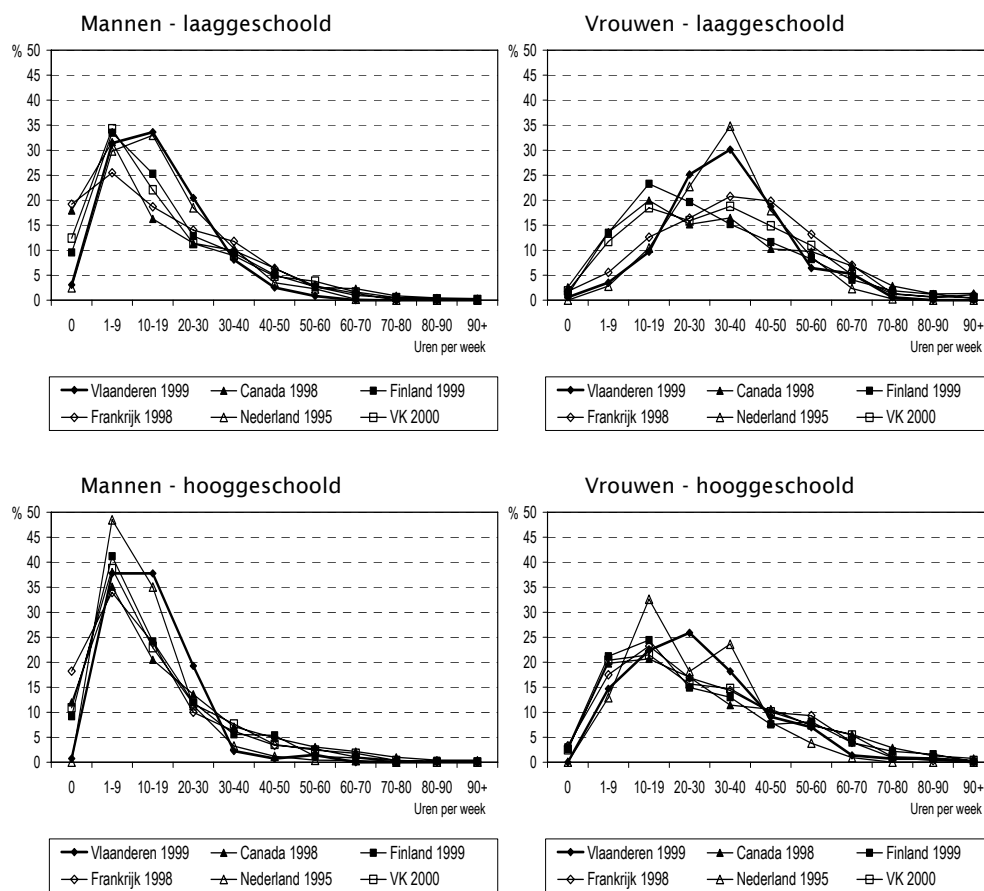 Mannen - laaggeschoold
% 50
45
40
35
30
25
20
15
10
5
0
0 1-9 10-19 20-30 30-40 40-50 50-60 60-70 70-80 80-90 90+
Uren per week
Vlaanderen 1999 Canada 1998 Finland 1999
Frankrijk 1998 Nederland 1995 VK 2000
Vrouwen - laaggeschoold
% 50
45
40
35
30
25
20
15
10
5
0
0 1-9 10-19 20-30 30-40 40-50 50-60 60-70 70-80 80-90 90+
Uren per week
Vlaanderen 1999 Canada 1998 Finland 1999
Frankrijk 1998 Nederland 1995 VK 2000
Mannen - hooggeschoold
% 50
45
40
35
30
25
20
15
10
5
0
0 1-9 10-19 20-30 30-40 40-50 50-60 60-70 70-80 80-90 90+
Uren per week
Vlaanderen 1999 Canada 1998 Finland 1999
Frankrijk 1998 Nederland 1995 VK 2000
Vrouwen - hooggeschoold
% 50
45
40
35
30
25
20
15
10
5
0
0 1-9 10-19 20-30 30-40 40-50 50-60 60-70 70-80 80-90 90+
Uren per week
Vlaanderen 1999 Canada 1998 Finland 1999
Frankrijk 1998 Nederland 1995 VK 2000